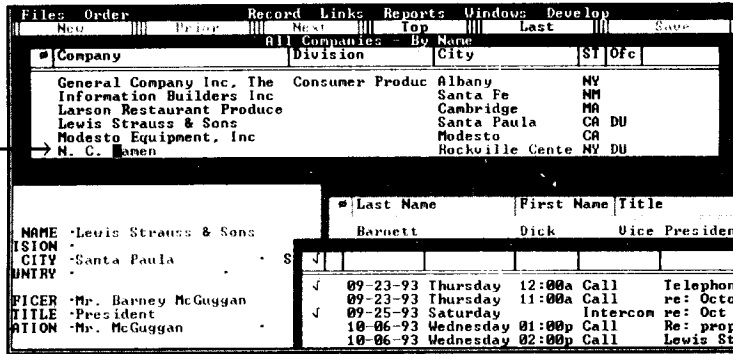 Files Order Record Links Reports Windows Develop
New Prior Next Top Last Save
All Companies - By Name
ø Company Division City ST Ofc
General Company Inc, The Consumer Produc Albany NY
Information Builders Inc Santa Fe NM
Larson Restaurant Produce Cambridge MA
Lewis Strauss & Sons Santa Paula CA DU
Modesto Equipment, Inc Modesto CA
N. C. amen Rockville Cente NY DU
ø Last Name First Name Title
Barnett Dick Vice Presiden
NAME ·Lewis Strauss & Sons
ISION ·
CITY ·Santa Paula · S
UNTRY · ·
FICER ·Mr. Barney McGuggan
TITLE ·President
ATION ·Mr. McGuggan ·
√
√ 09-23-93 Thursday 12:00a Call Telephon
09-23-93 Thursday 11:00a Call re: Octo
√ 09-25-93 Saturday Intercom re: Oct
10-06-93 Wednesday 01:00p Call Re: prop
10-06-93 Wednesday 02:00p Call Lewis St